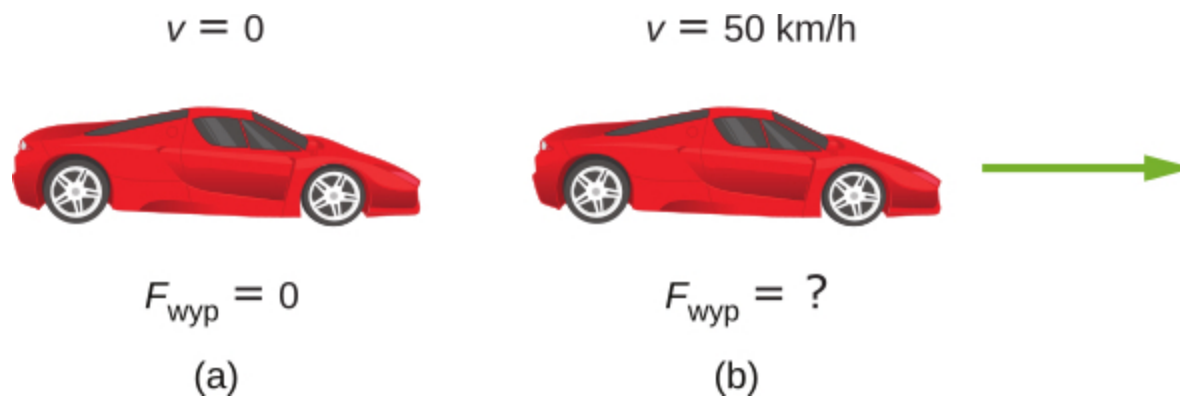 v = 0
v = 50 km/h
F_wyp = 0
F_wyp = ?
(a)
(b)